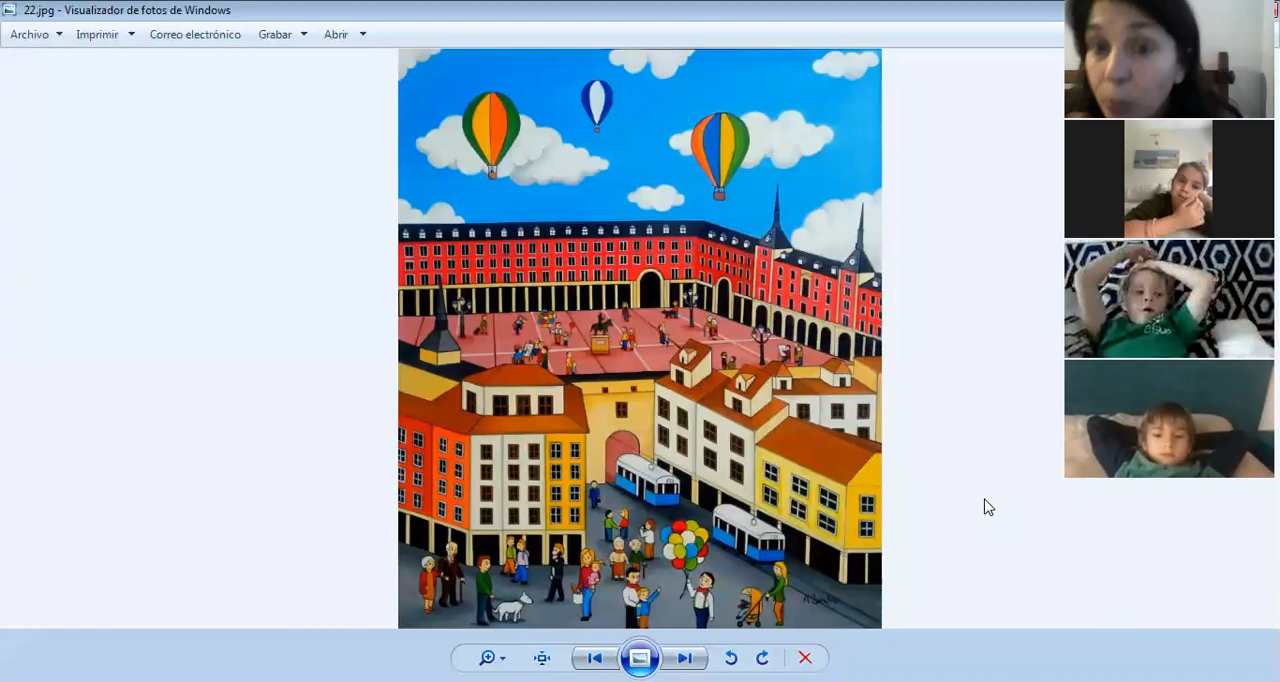 22.jpg - Visualizador de fotos de Windows
Archivo Imprimir Correo electrónico Grabar Abrir